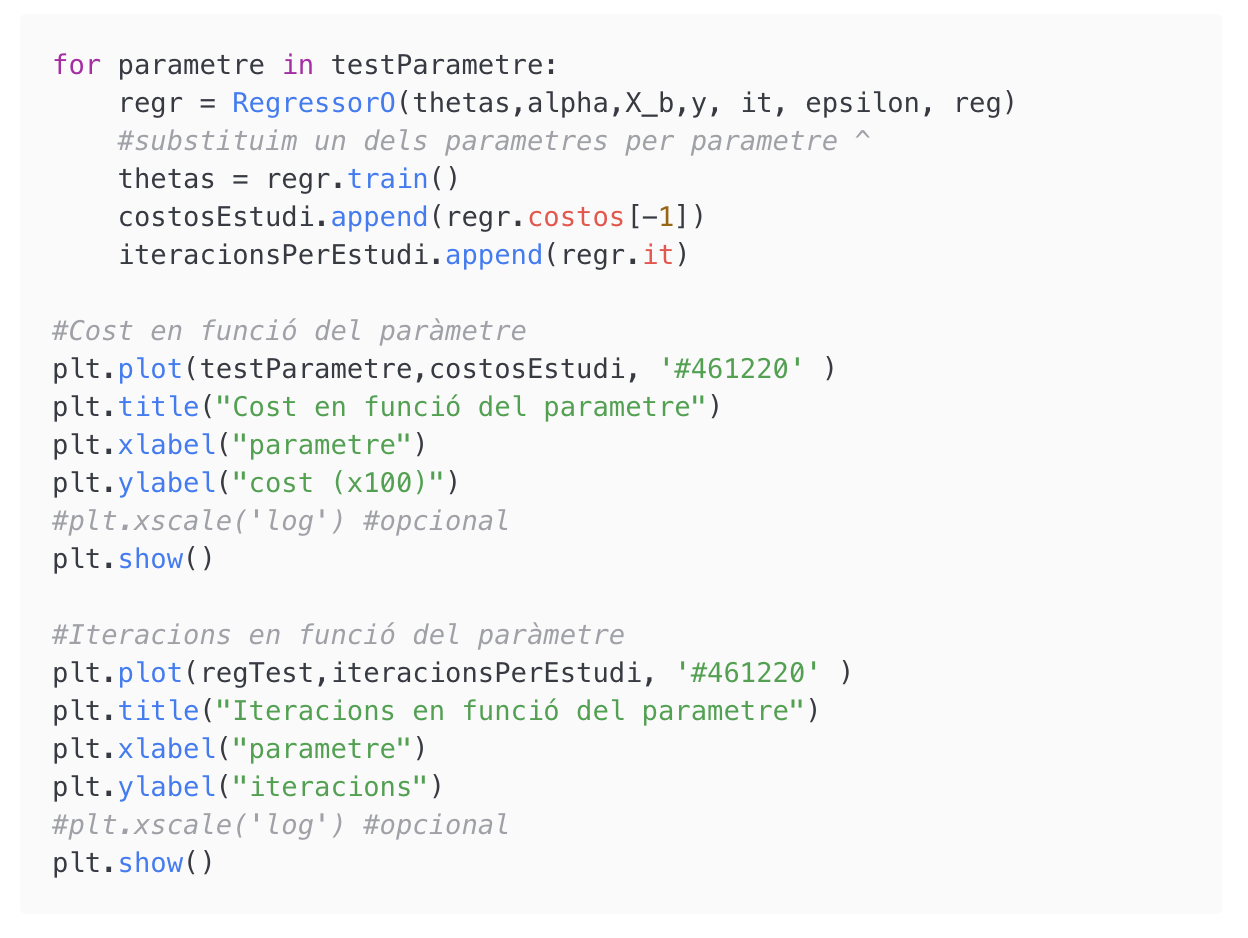 for parametre in testParametre:
    regr = RegressorO(thetas,alpha,X_b,y, it, epsilon, reg)
    #substituim un dels parametres per parametre ^
    thetas = regr.train()
    costosEstudi.append(regr.costos[-1])
    iteracionsPerEstudi.append(regr.it)

#Cost en funció del paràmetre
plt.plot(testParametre,costosEstudi, '#461220' )
plt.title("Cost en funció del parametre")
plt.xlabel("parametre")
plt.ylabel("cost (x100)")
#plt.xscale('log') #opcional
plt.show()

#Iteracions en funció del paràmetre
plt.plot(regTest,iteracionsPerEstudi, '#461220' )
plt.title("Iteracions en funció del parametre")
plt.xlabel("parametre")
plt.ylabel("iteracions")
#plt.xscale('log') #opcional
plt.show()